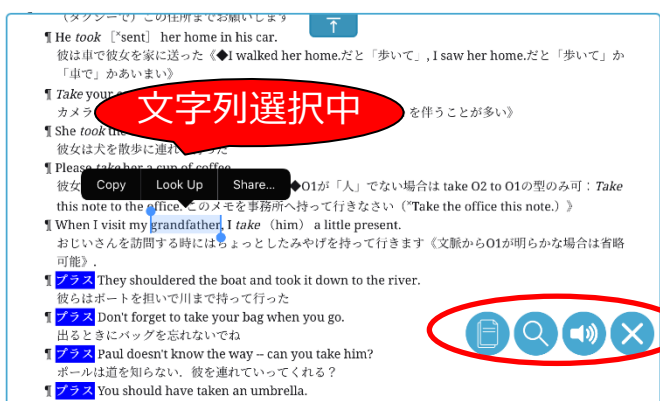 （タクシーで）この住所までお願いします
¶ He took ［˟sent］ her home in his car.
彼は車で彼女を家に送った《◆I walked her home.だと「歩いて」, I saw her home.だと「歩いて」か
「車で」かあいまい》
¶ Take your
カメラ を伴うことが多い》
文字列選択中
¶ She took the
彼女は犬を散歩に連れ った
¶ Please take her a cup of coffee.
彼女 ◆O1が「人」でない場合は take O2 to O1の型のみ可：Take
Copy Look Up Share...
this note to the office.このメモを事務所へ持って行きなさい（˟Take the office this note.）》
¶ When I visit my grandfather, I take （him） a little present.
おじいさんを訪問する時にはちょっとしたみやげを持って行きます《文脈からO1が明らかな場合は省略
可能》.
¶ プラス They shouldered the boat and took it down to the river.
彼らはボートを担いで川まで持って行った
¶ プラス Don't forget to take your bag when you go.
出るときにバッグを忘れないでね
¶ プラス Paul doesn't know the way – can you take him?
ポールは道を知らない．彼を連れていってくれる？
¶ プラス You should have taken an umbrella.